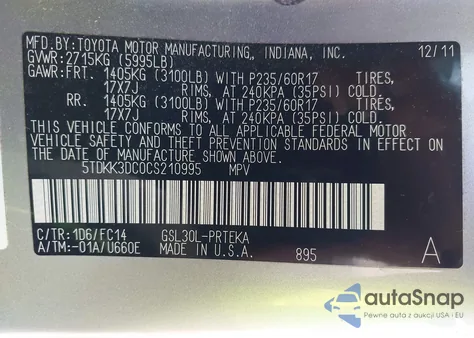 MFD.BY:TOYOTA MOTOR MANUFACTURING, INDIANA, INC. 12/11
GVWR:2715KG (5995LB)
GAWR:FRT. 1405KG (3100LB) WITH P235/60R17 TIRES,
17X7J RIMS, AT 240KPA (35PSI) COLD.
RR. 1405KG (3100LB) WITH P235/60R17 TIRES,
17X7J RIMS, AT 240KPA (35PSI) COLD.
THIS VEHICLE CONFORMS TO ALL APPLICABLE FEDERAL MOTOR
VEHICLE SAFETY AND THEFT PREVENTION STANDARDS IN EFFECT
ON THE DATE OF MANUFACTURE SHOWN ABOVE.
5TDKK3DC0CS210995 MPV
C/TR:1D6/FC14 GSL30L-PRTEKA
A/TM:-01A/U660E MADE IN U.S.A. 895 A
autoSnap
Pewne auta z aukcji USA i EU